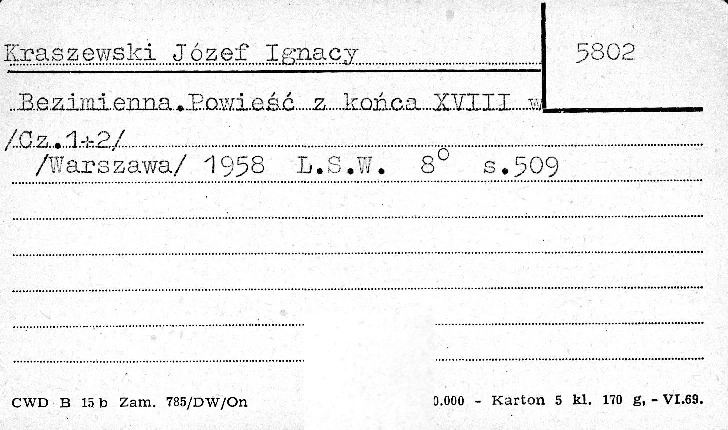 Kraszewski Józef Ignacy
5802
Bezimienna.Powieść z końca XVIII w
/Cz.1+2/
/Warszawa/ 1958 L.S.W. 8° s.509
CWD B 15 b Zam. 785/DW/On 0.000 - Karton 5 kl. 170 g, - VI.69.